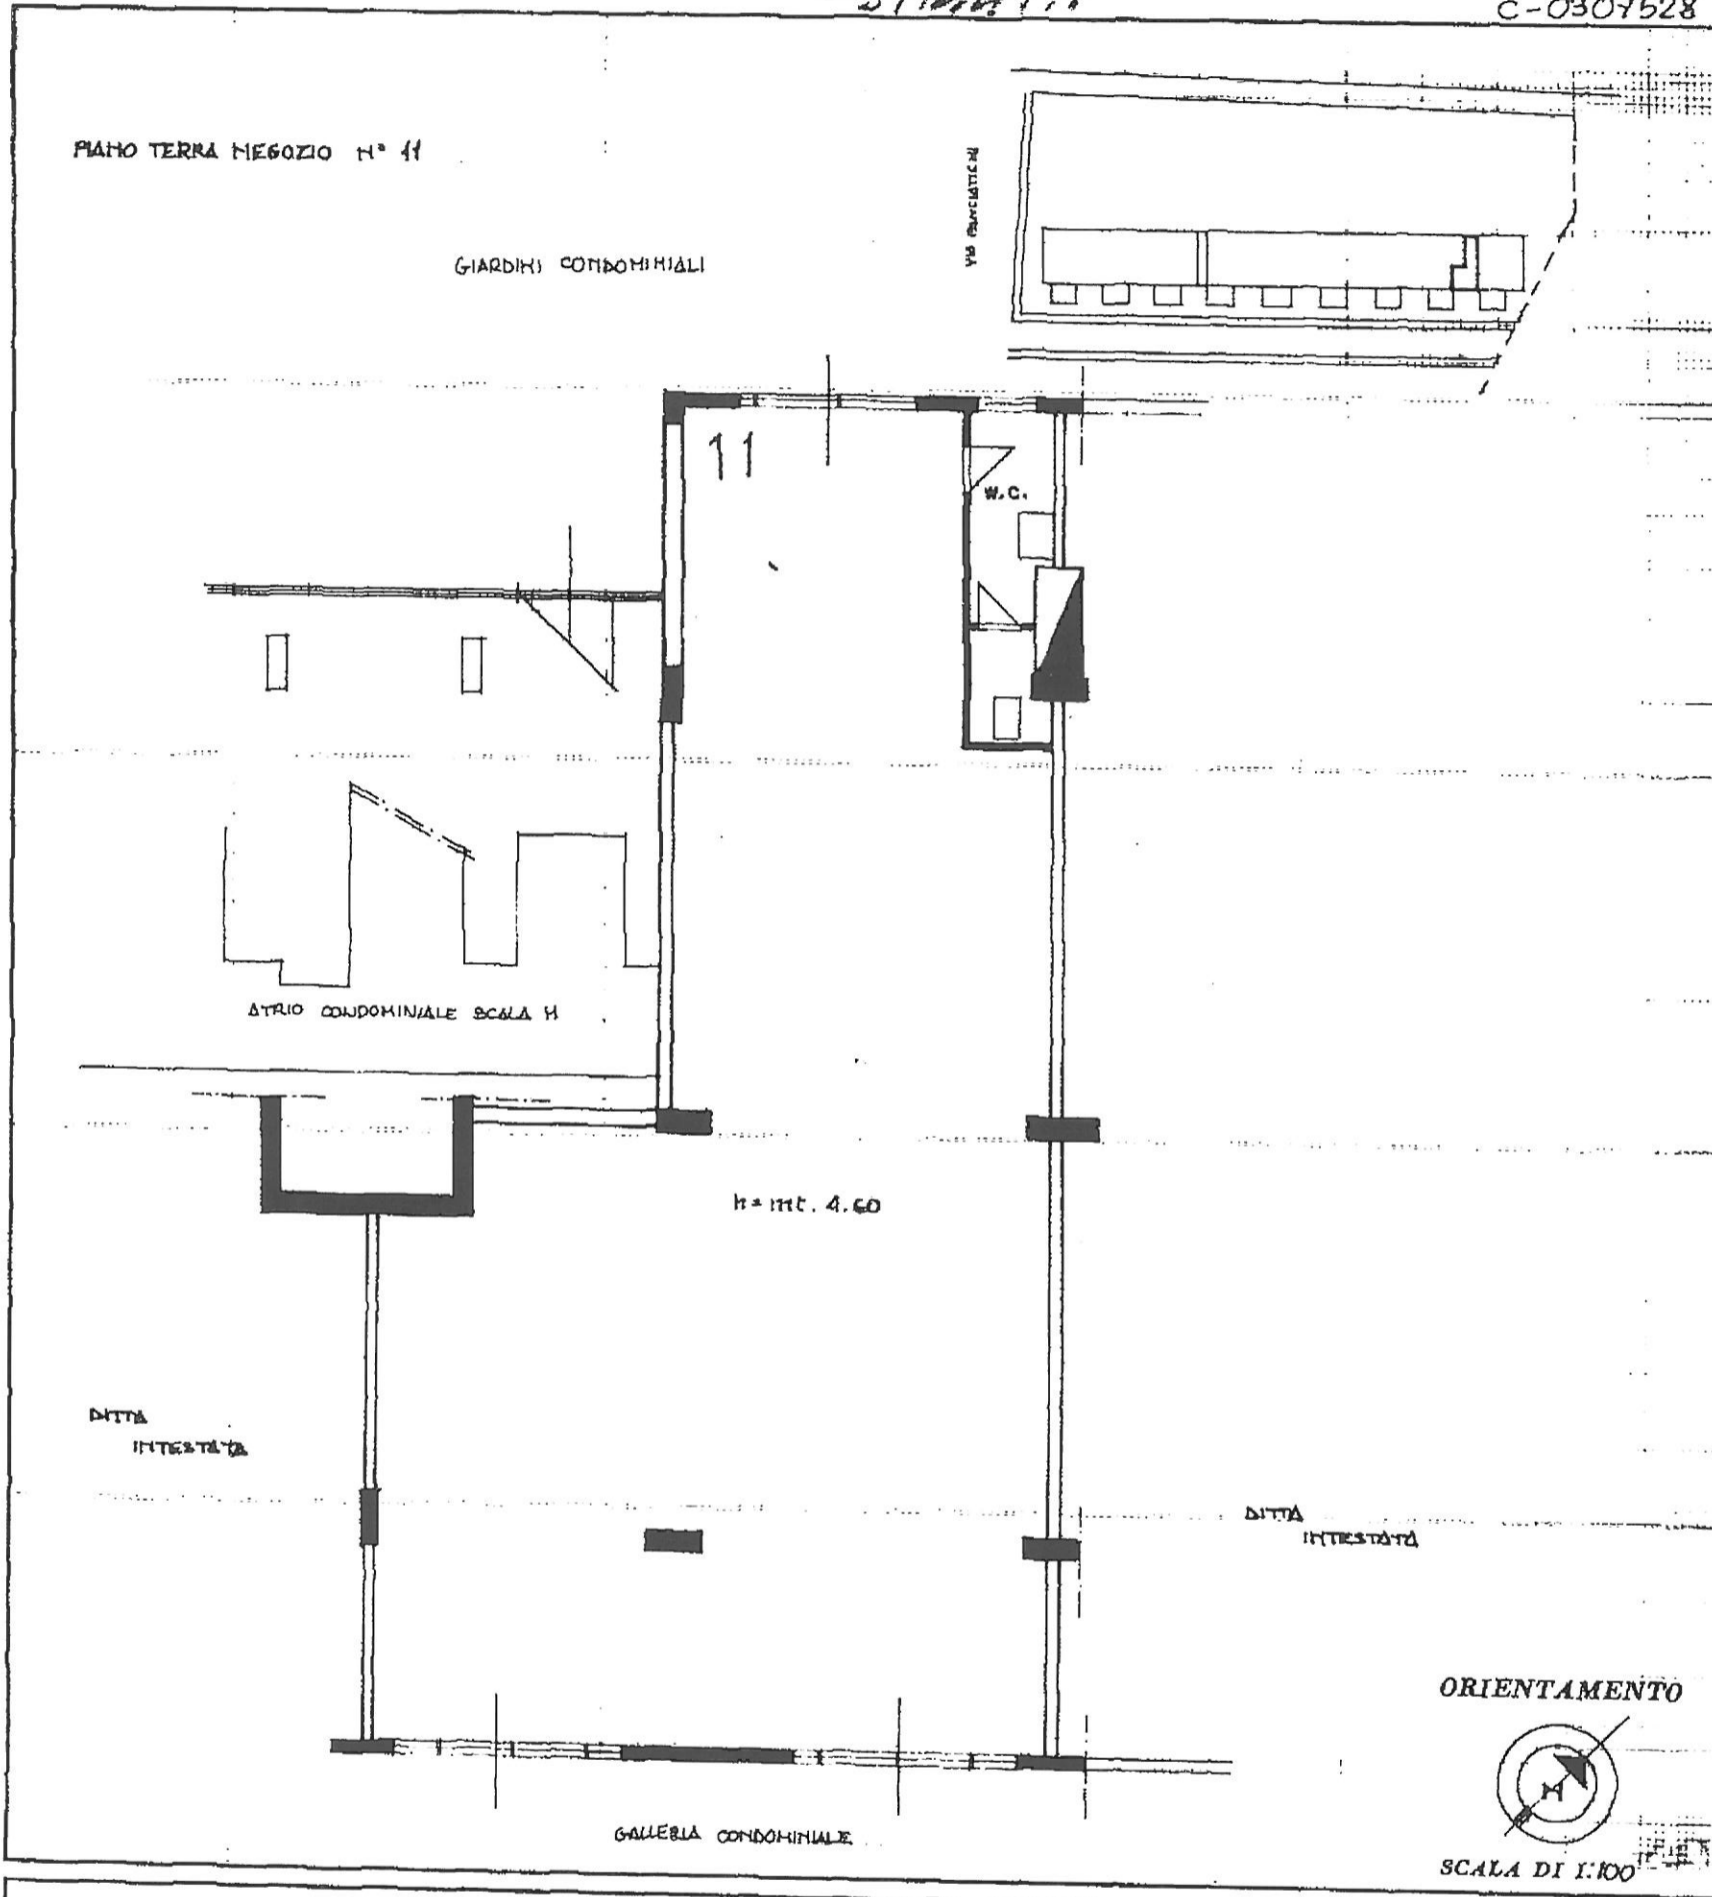 C-0307528
PIANO TERRA NEGOZIO N° 11
GIARDINI CONDOMINIALI
11
W.C.
ATRIO CONDOMINIALE SCALA H
h = mt. 4.60
DITTA
INTESTATA
DITTA
INTESTATA
ORIENTAMENTO
N
GALLERIA CONDOMINIALE
SCALA DI 1:100